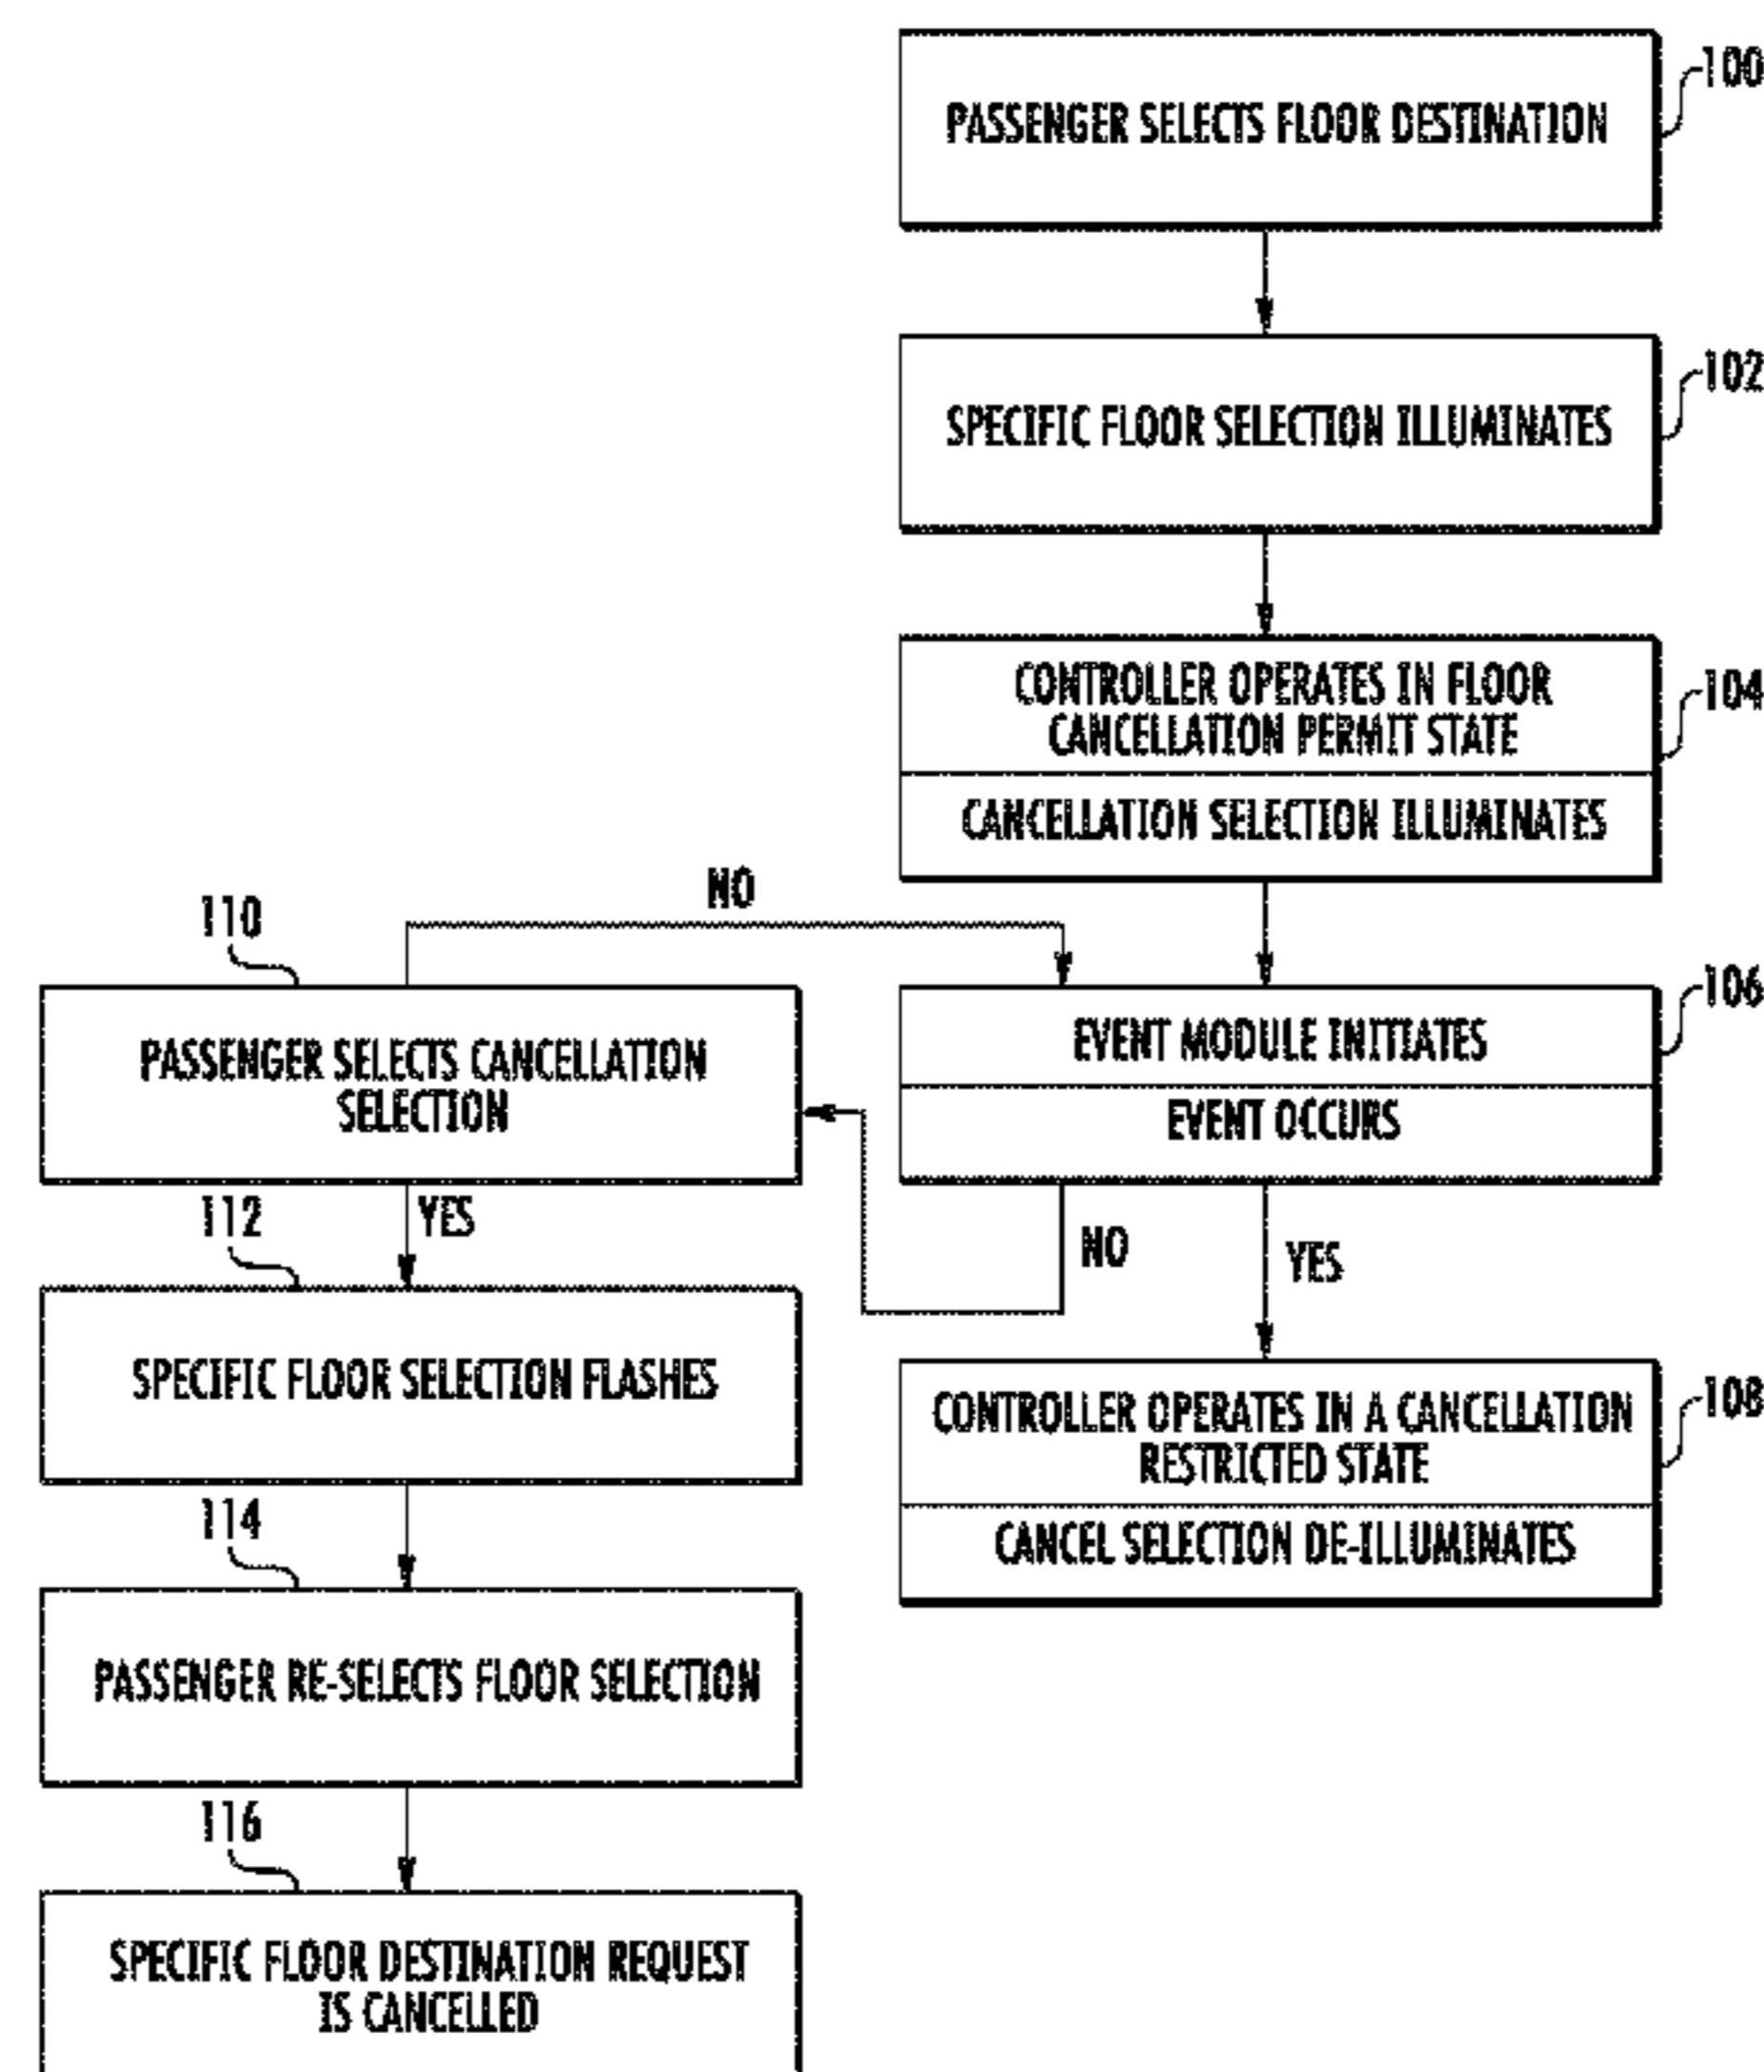 100
PASSENGER SELECTS FLOOR DESTINATION
102
SPECIFIC FLOOR SELECTION ILLUMINATES
104
CONTROLLER OPERATES IN FLOOR
CANCELLATION PERMIT STATE
CANCELLATION SELECTION ILLUMINATES
NO
110
106
PASSENGER SELECTS CANCELLATION
SELECTION
EVENT MODULE INITIATES
EVENT OCCURS
112
YES
NO
YES
SPECIFIC FLOOR SELECTION FLASHES
108
CONTROLLER OPERATES IN A CANCELLATION
RESTRICTED STATE
CANCEL SELECTION DE-ILLUMINATES
114
PASSENGER RE-SELECTS FLOOR SELECTION
116
SPECIFIC FLOOR DESTINATION REQUEST
IS CANCELLED